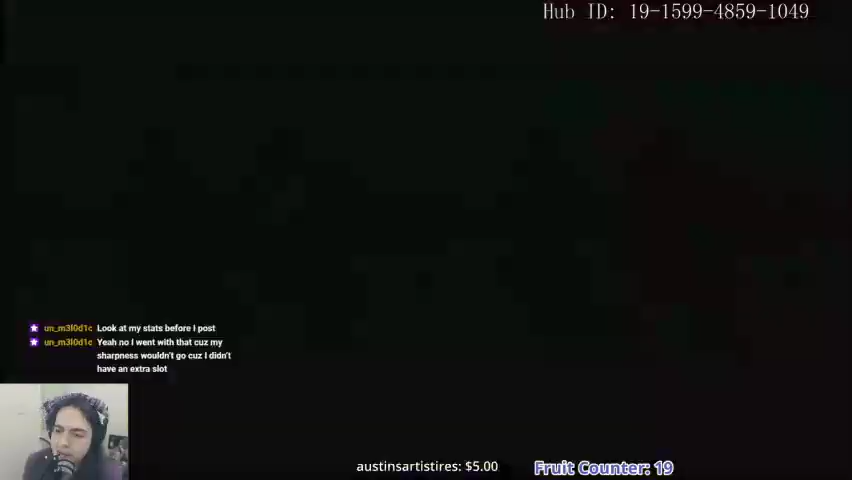 Hub ID: 19-1599-4859-1049
un_m3l0d1c Look at my stats before I post
un_m3l0d1c Yeah no I went with that cuz my
sharpness wouldn't go cuz I didn't
have an extra slot
austinsartistires: $5.00
Fruit Counter: 19